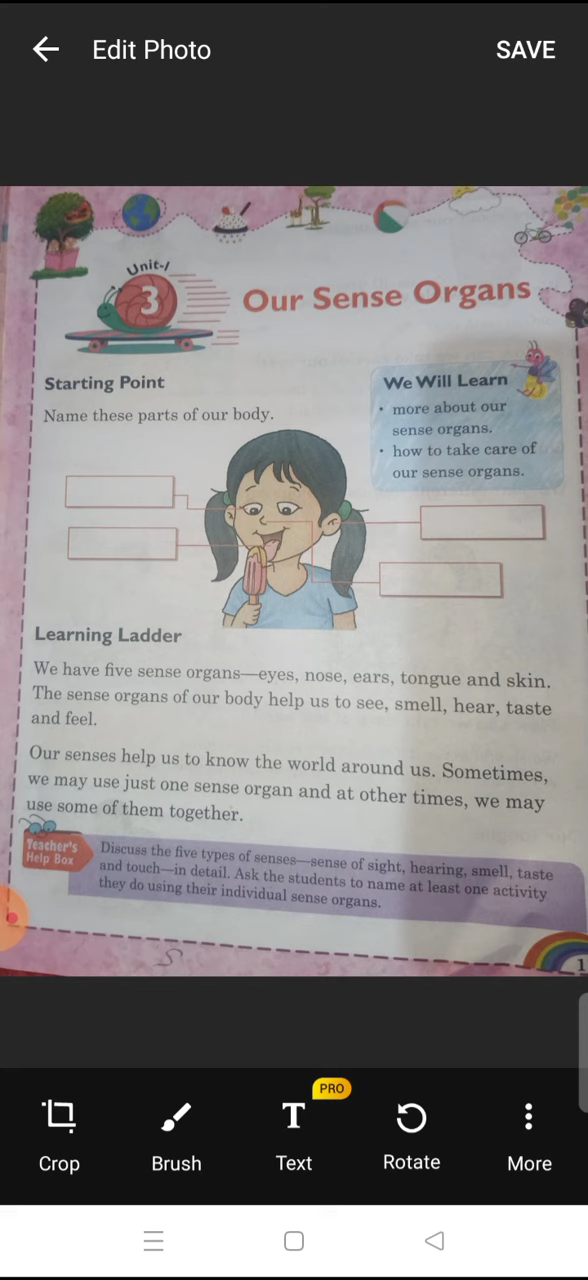 Edit Photo
SAVE
Unit-I
3
Our Sense Organs
Starting Point
Name these parts of our body.
We Will Learn
• more about our
sense organs.
• how to take care of
our sense organs.
Learning Ladder
We have five sense organs—eyes, nose, ears, tongue and skin.
The sense organs of our body help us to see, smell, hear, taste
and feel.
Our senses help us to know the world around us. Sometimes,
we may use just one sense organ and at other times, we may
use some of them together.
Teacher's
Help Box
Discuss the five types of senses—sense of sight, hearing, smell, taste
and touch—in detail. Ask the students to name at least one activity
they do using their individual sense organs.
PRO
Crop
Brush
T
Text
Rotate
More